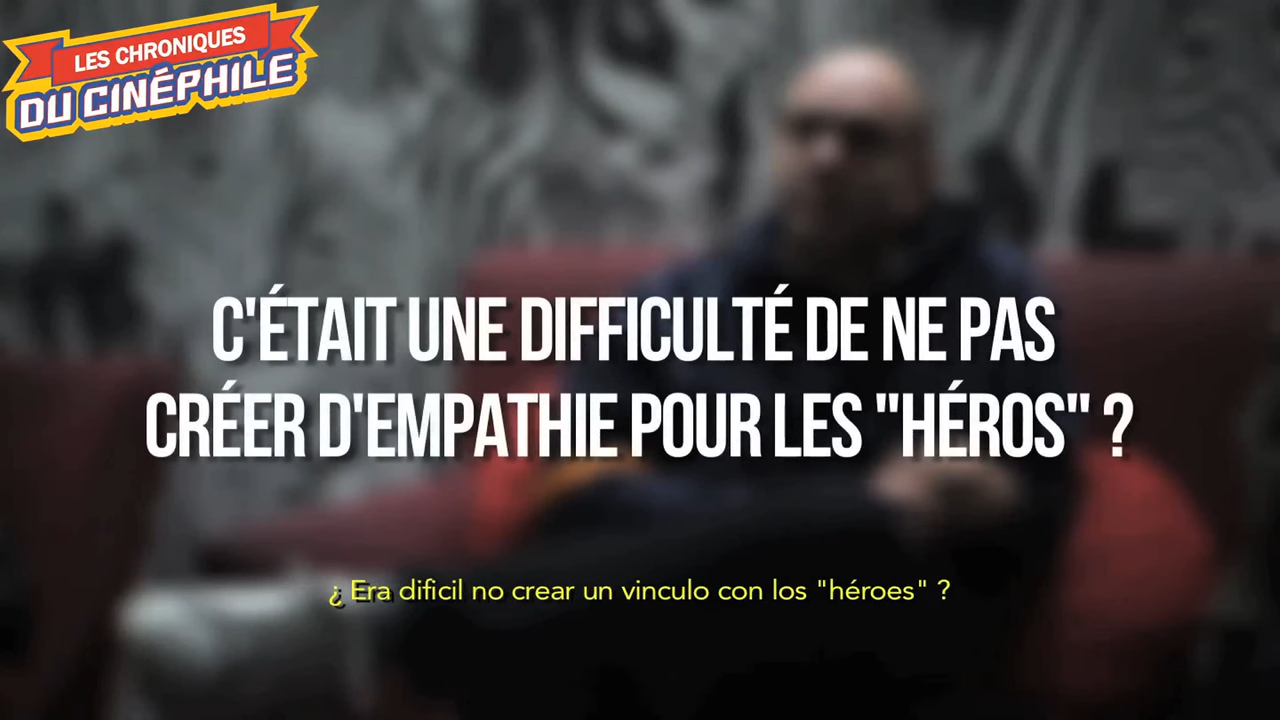 LES CHRONIQUES
DU CINÉPHILE
C'ÉTAIT UNE DIFFICULTÉ DE NE PAS
CRÉER D'EMPATHIE POUR LES "HÉROS" ?
¿ Era dificil no crear un vinculo con los "héroes" ?